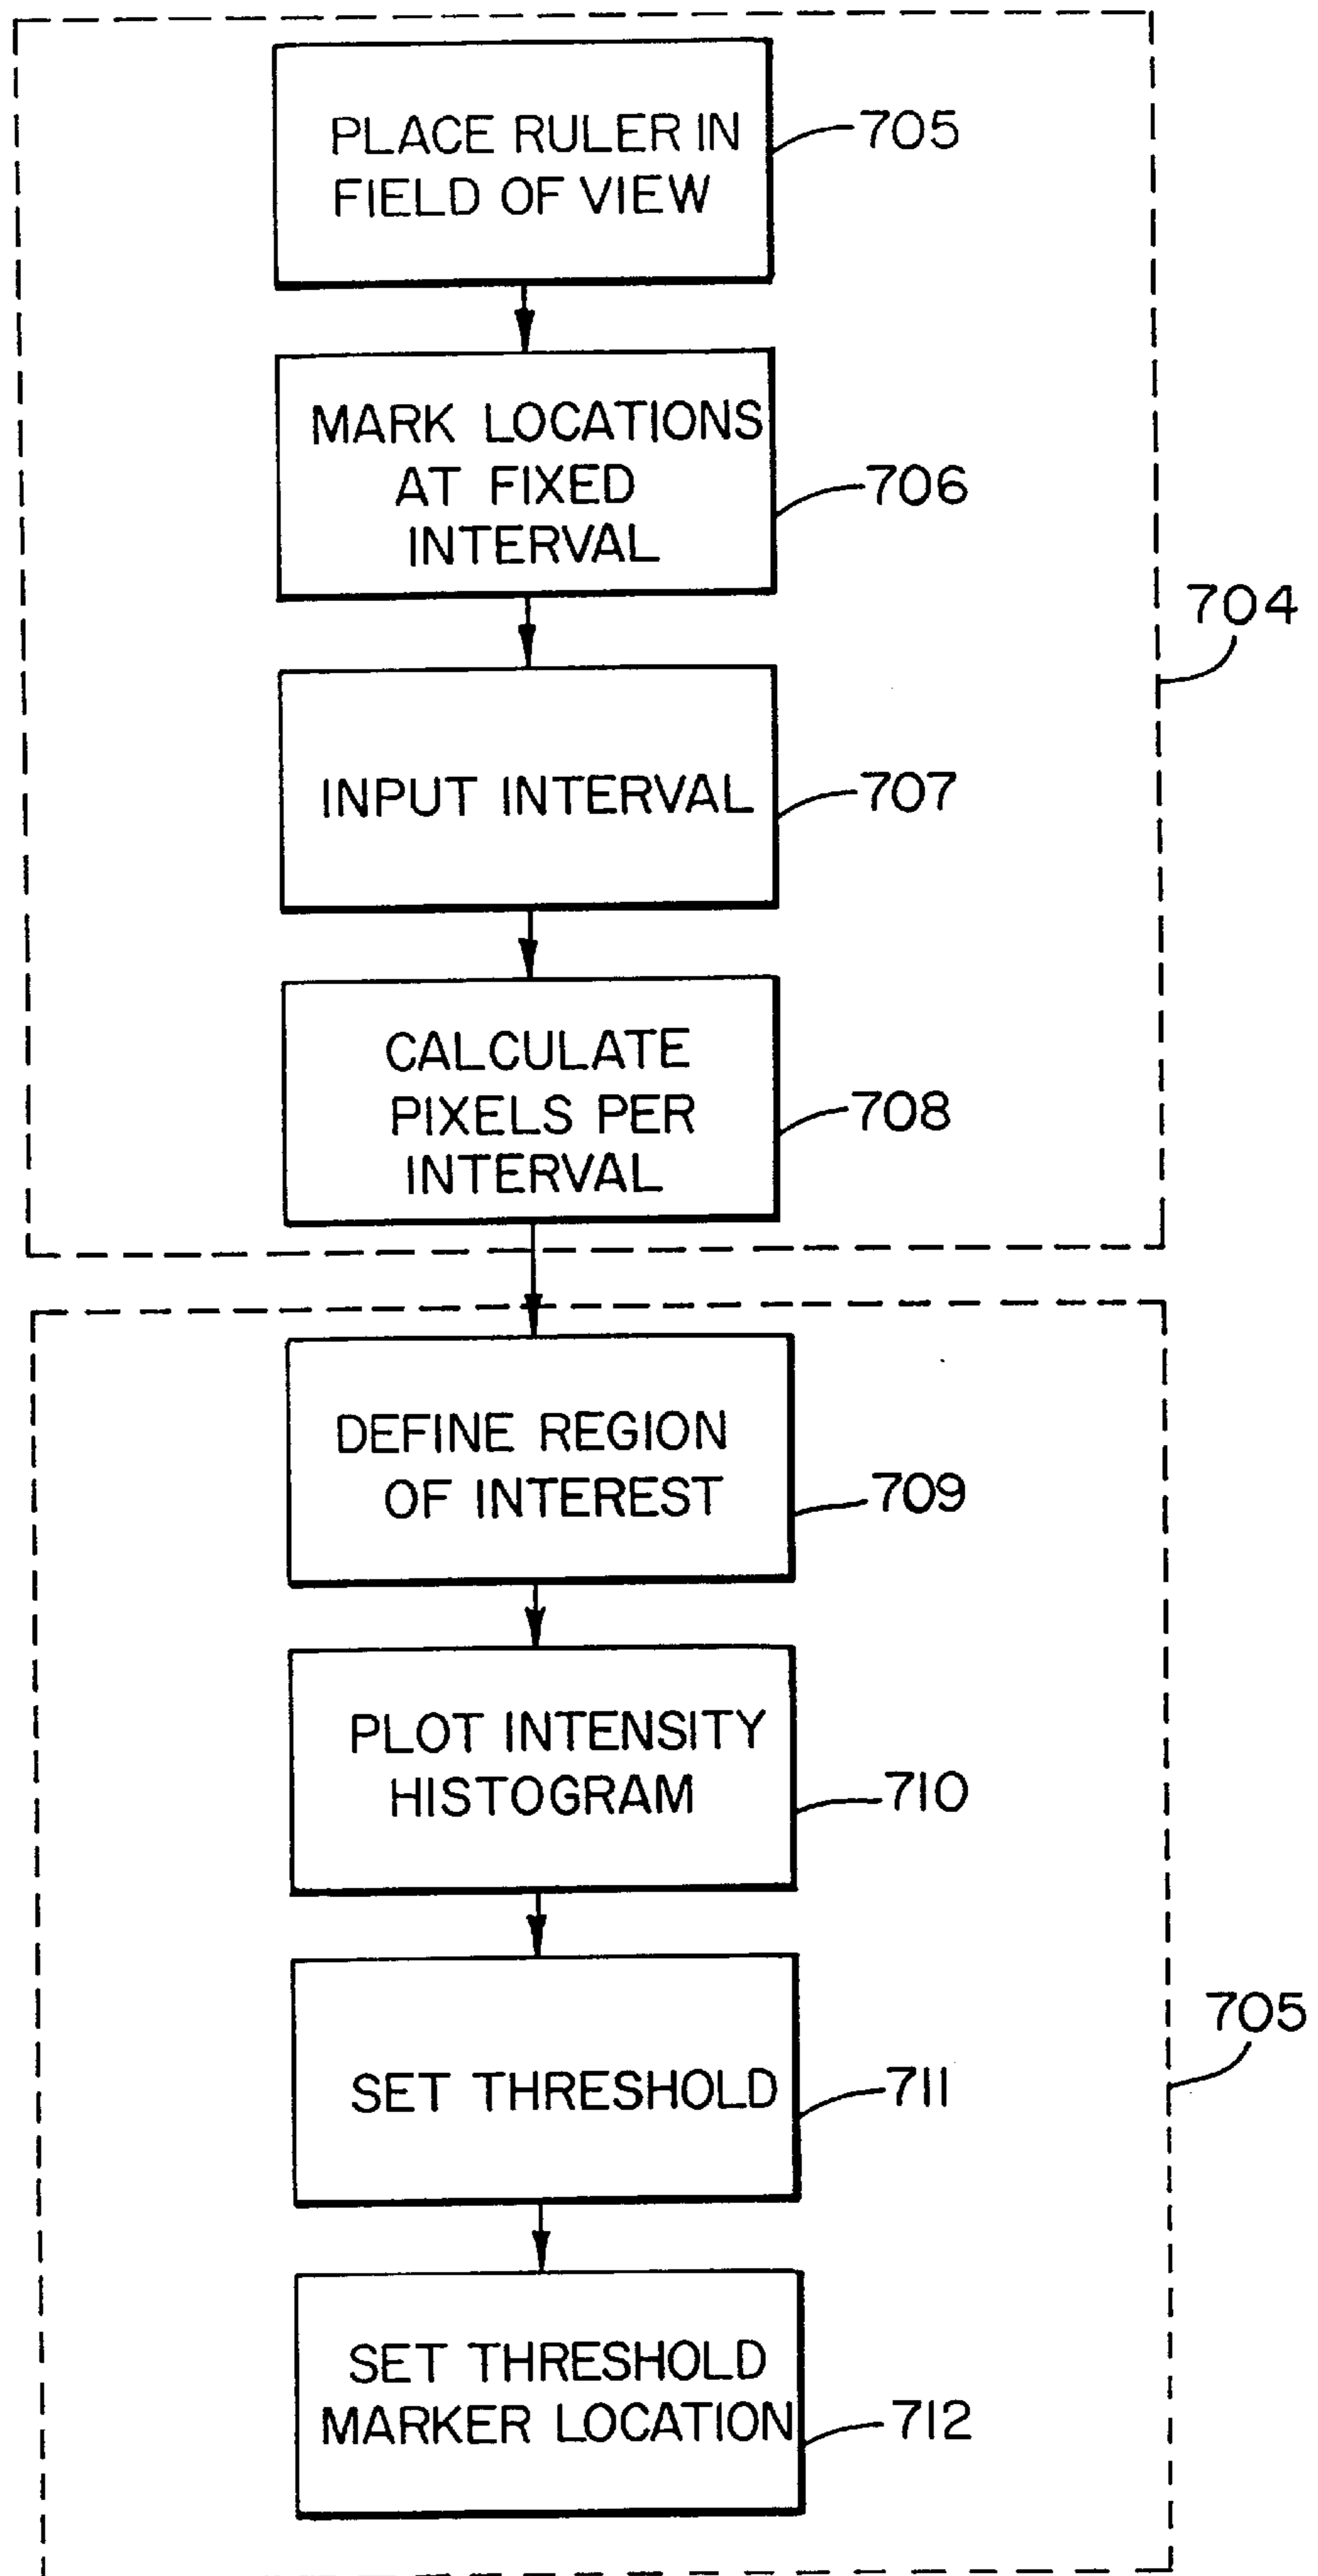 PLACE RULER IN
FIELD OF VIEW
705
MARK LOCATIONS
AT FIXED
INTERVAL
706
704
INPUT INTERVAL
707
CALCULATE
PIXELS PER
INTERVAL
708
DEFINE REGION
OF INTEREST
709
PLOT INTENSITY
HISTOGRAM
710
705
SET THRESHOLD
711
SET THRESHOLD
MARKER LOCATION
712